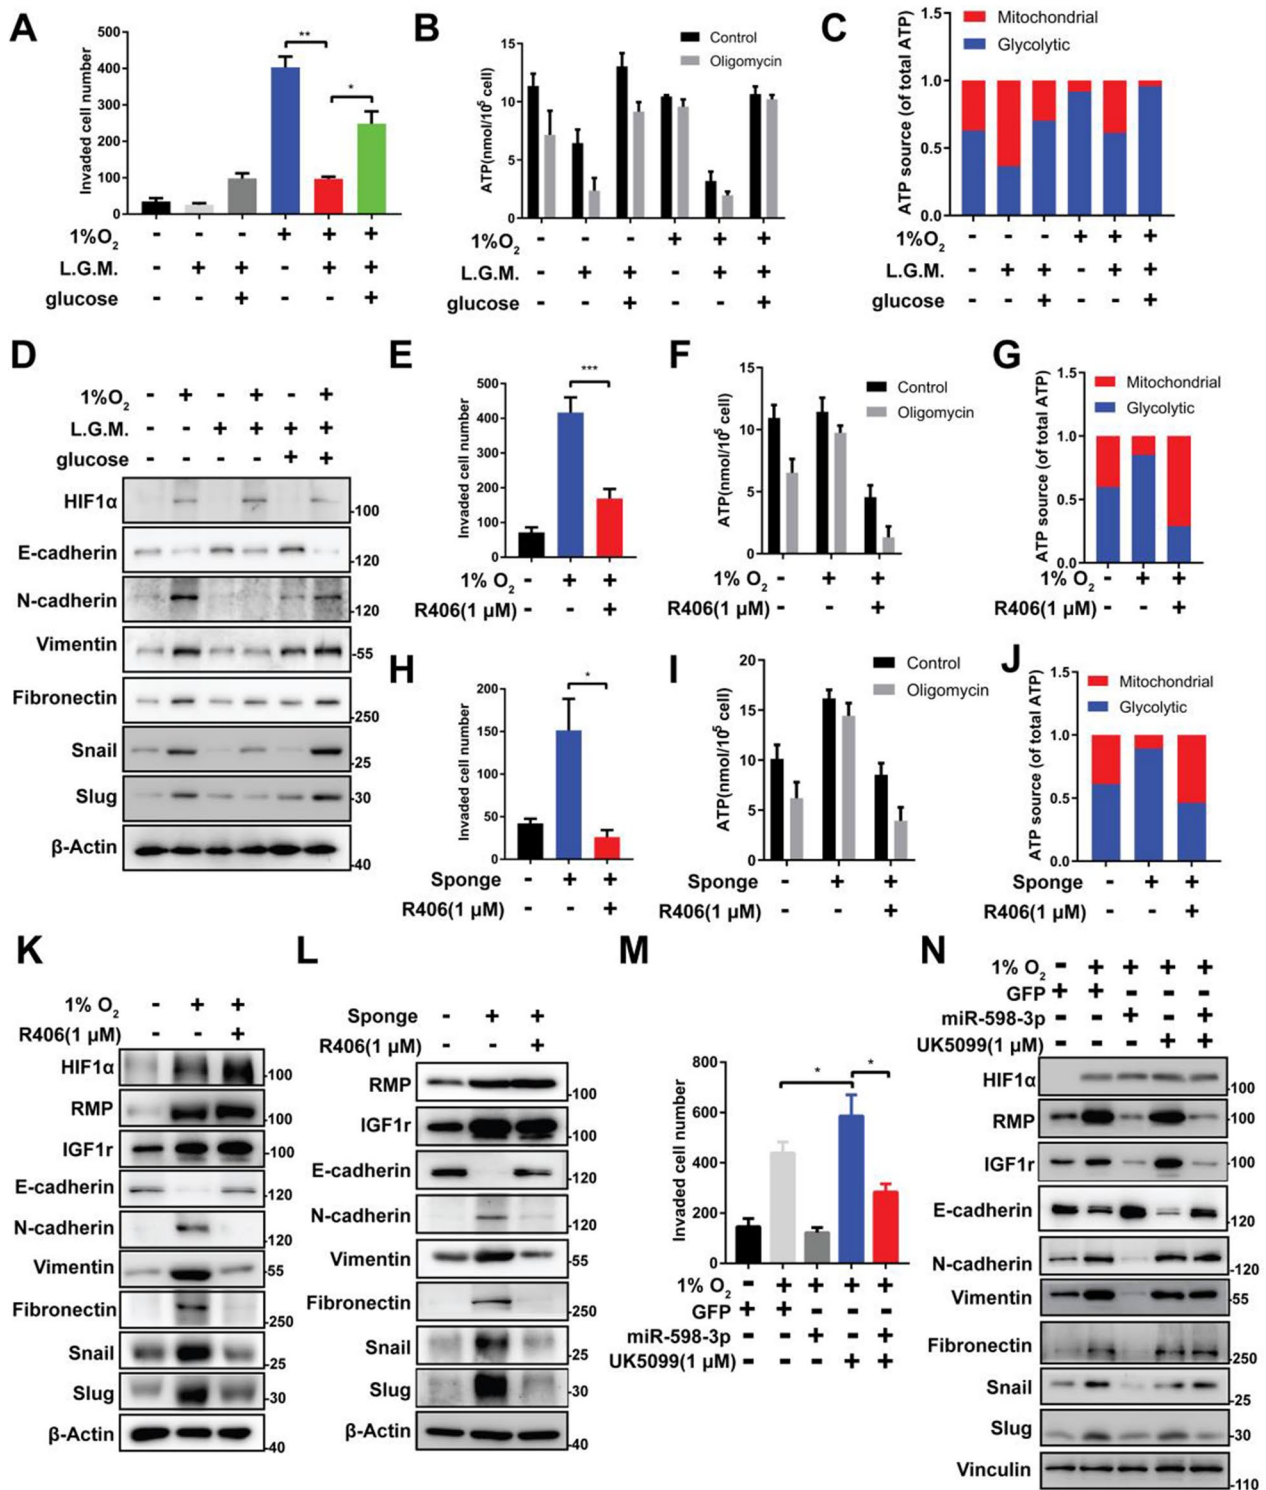 A
Invaded cell number
500
400
300
200
100
0
**
*
1%O2 - - - + + +
L.G.M. - + + - + +
glucose - - + - - +
B
ATP(nmol/10^5 cell)
15
10
5
0
Control
Oligomycin
1%O2 - - - + + +
L.G.M. - + + - + +
glucose - - + - - +
C
ATP source (of total ATP)
1.5
1.0
0.5
0.0
Mitochondrial
Glycolytic
1%O2 - - - + + +
L.G.M. - + + - + +
glucose - - + - - +
D
1%O2 - + - + - +
L.G.M. - - + + + +
glucose - - - - + +
HIF1α -100
E-cadherin -120
N-cadherin -120
Vimentin -55
Fibronectin -250
Snail -25
Slug -30
β-Actin -40
E
Invaded cell number
500
400
300
200
100
0
***
1% O2 - + +
R406(1 μM) - - +
F
ATP(nmol/10^5 cell)
15
10
5
0
Control
Oligomycin
1% O2 - + +
R406(1 μM) - - +
G
ATP source (of total ATP)
1.5
1.0
0.5
0.0
Mitochondrial
Glycolytic
1% O2 - + +
R406(1 μM) - - +
H
Invaded cell number
200
150
100
50
0
*
Sponge - + +
R406(1 μM) - - +
I
ATP(nmol/10^5 cell)
20
15
10
5
0
Control
Oligomycin
Sponge - + +
R406(1 μM) - - +
J
ATP source (of total ATP)
1.5
1.0
0.5
0.0
Mitochondrial
Glycolytic
Sponge - + +
R406(1 μM) - - +
K
1% O2 - + +
R406(1 μM) - - +
HIF1α -100
RMP -100
IGF1r -100
E-cadherin -120
N-cadherin -120
Vimentin -55
Fibronectin -250
Snail -25
Slug -30
β-Actin -40
L
Sponge - + +
R406(1 μM) - - +
RMP -100
IGF1r -100
E-cadherin -120
N-cadherin -120
Vimentin -55
Fibronectin -250
Snail -25
Slug -30
β-Actin -40
M
Invaded cell number
800
600
400
200
0
*
*
1% O2 - + + + +
GFP + + - - -
miR-598-3p - - + - +
UK5099(1 μM) - - - + +
N
1% O2 - + + + +
GFP + + - - -
miR-598-3p - - + - +
UK5099(1 μM) - - - + +
HIF1α -100
RMP -100
IGF1r -100
E-cadherin -120
N-cadherin -120
Vimentin -55
Fibronectin -250
Snail -25
Slug -30
Vinculin -110